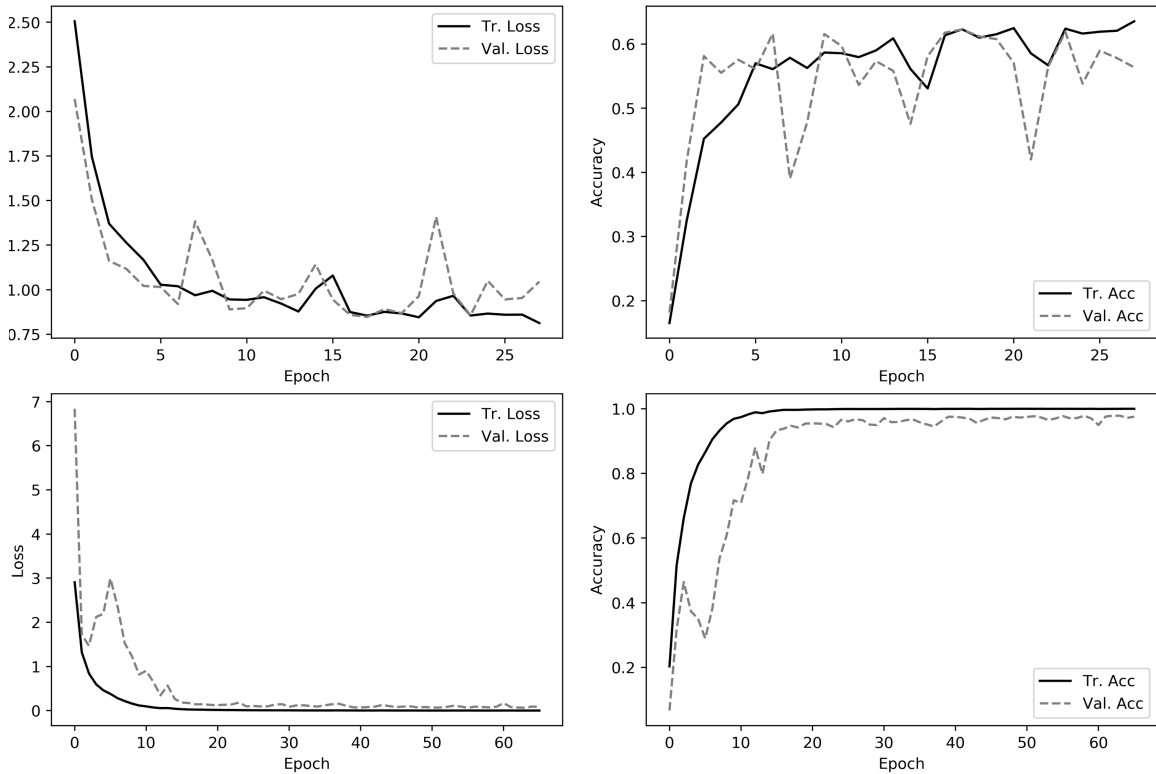 2.50
2.25
2.00
1.75
1.50
1.25
1.00
0.75
0 5 10 15 20 25
Epoch
Tr. Loss
Val. Loss
Accuracy
0.6
0.5
0.4
0.3
0.2
0 5 10 15 20 25
Epoch
Tr. Acc
Val. Acc
Loss
7
6
5
4
3
2
1
0
0 10 20 30 40 50 60
Epoch
Tr. Loss
Val. Loss
Accuracy
1.0
0.8
0.6
0.4
0.2
0 10 20 30 40 50 60
Epoch
Tr. Acc
Val. Acc